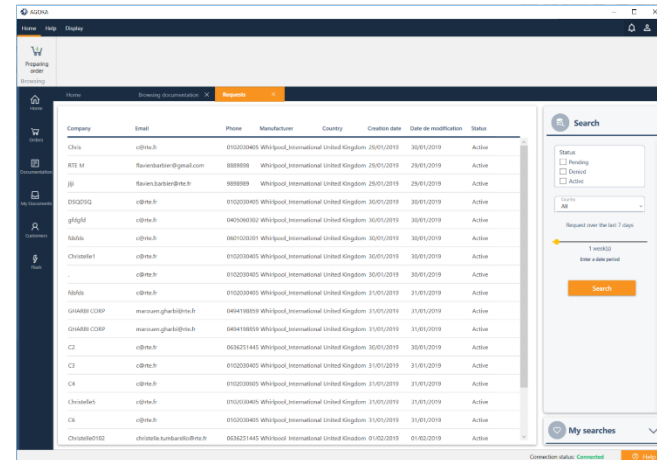 AGORA
Home Help Display
Preparing
order
Browsing
Home Browsing documentation X Requests ×
Home
Orders
Documentation
My Documents
Customers
Flash
Company Email Phone Manufacturer Country Creation date Date de modification Status
Chris c@rte.fr 0102030405 Whirlpool_International United Kingdom 25/01/2019 30/01/2019 Active
RTE M flavienbarbier@gmail.com 8889898 Whirlpool_International United Kingdom 29/01/2019 29/01/2019 Active
jiji flavien.barbier@rte.fr 9898989 Whirlpool_International United Kingdom 29/01/2019 29/01/2019 Active
DSQDSQ c@rte.fr 0102030405 Whirlpool_International United Kingdom 30/01/2019 30/01/2019 Active
gfdgfd c@rte.fr 0405060302 Whirlpool_International United Kingdom 30/01/2019 30/01/2019 Active
fdsfds c@rte.fr 0601020301 Whirlpool_International United Kingdom 30/01/2019 30/01/2019 Active
Christelle1 c@rte.fr 0102030405 Whirlpool_International United Kingdom 30/01/2019 30/01/2019 Active
. c@rte.fr 0102030405 Whirlpool_International United Kingdom 30/01/2019 30/01/2019 Active
fdsfds c@rte.fr 0102030405 Whirlpool_International United Kingdom 31/01/2019 31/01/2019 Active
GHARBI CORP marouen.gharbi@rte.fr 0494198859 Whirlpool_International United Kingdom 31/01/2019 31/01/2019 Active
GHARBI CORP marouen.gharbi@rte.fr 0494198859 Whirlpool_International United Kingdom 31/01/2019 31/01/2019 Active
C2 c@rte.fr 0636251445 Whirlpool_International United Kingdom 30/01/2019 30/01/2019 Active
C3 c@rte.fr 0102030405 Whirlpool_International United Kingdom 31/01/2019 31/01/2019 Active
C4 c@rte.fr Whirlpool_International United Kingdom 31/01/2019 31/01/2019 Active
Christelle5 c@rte.fr 0102030405 Whirlpool_International United Kingdom 31/01/2019 31/01/2019 Active
C6 c@rte.fr 0102030405 Whirlpool_International United Kingdom 31/01/2019 31/01/2019 Active
Christelle0102 christelle.tumbarello@rte.fr 0636251445 Whirlpool_International United Kingdom 01/02/2019 01/02/2019 Active
Search
Status
Pending
Denied
Active
Country
All
Request over the last 7 days
1 week(s)
Enter a date period
Search
My searches
Connection status: Connected Help